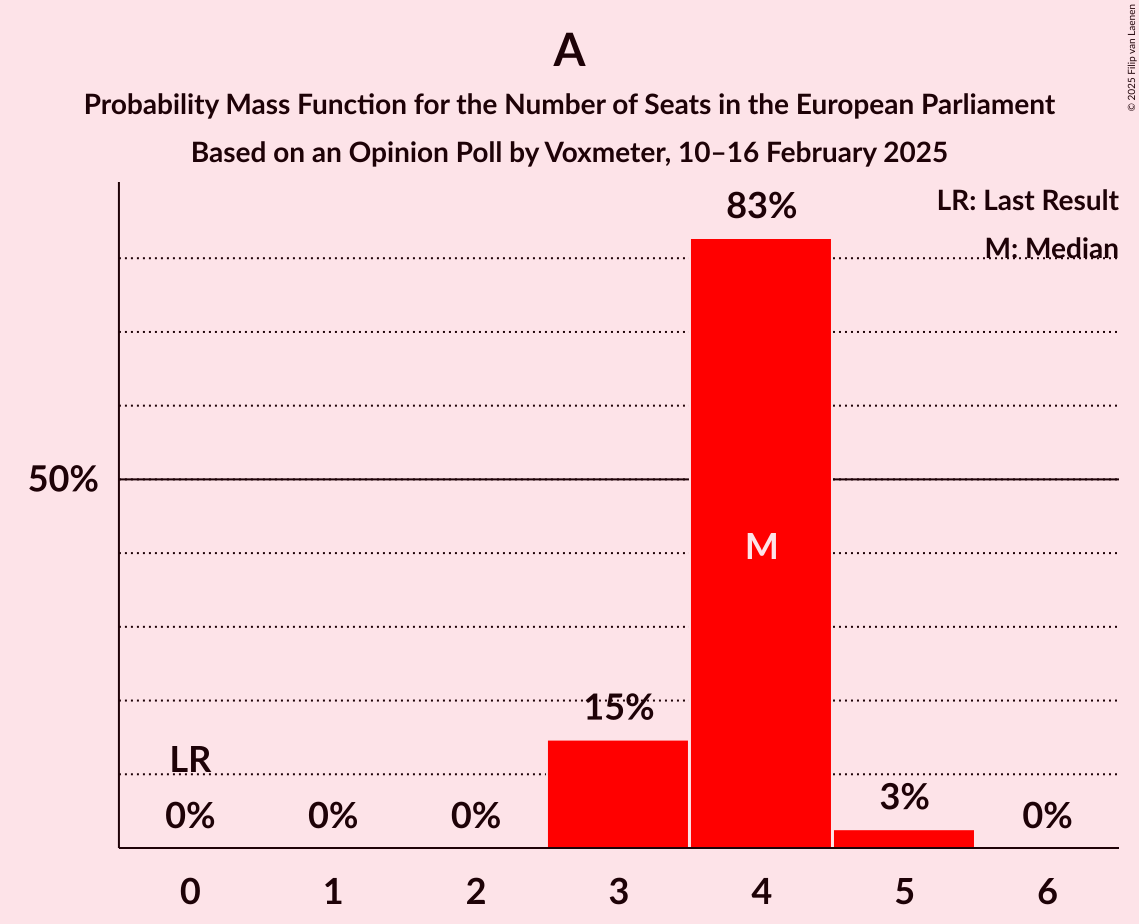 A
Probability Mass Function for the Number of Seats in the European Parliament
Based on an Opinion Poll by Voxmeter, 10–16 February 2025
© 2025 Filip van Laenen
LR: Last Result
M: Median
83%
50%
M
15%
LR
0% 0% 0% 3% 0%
0 1 2 3 4 5 6